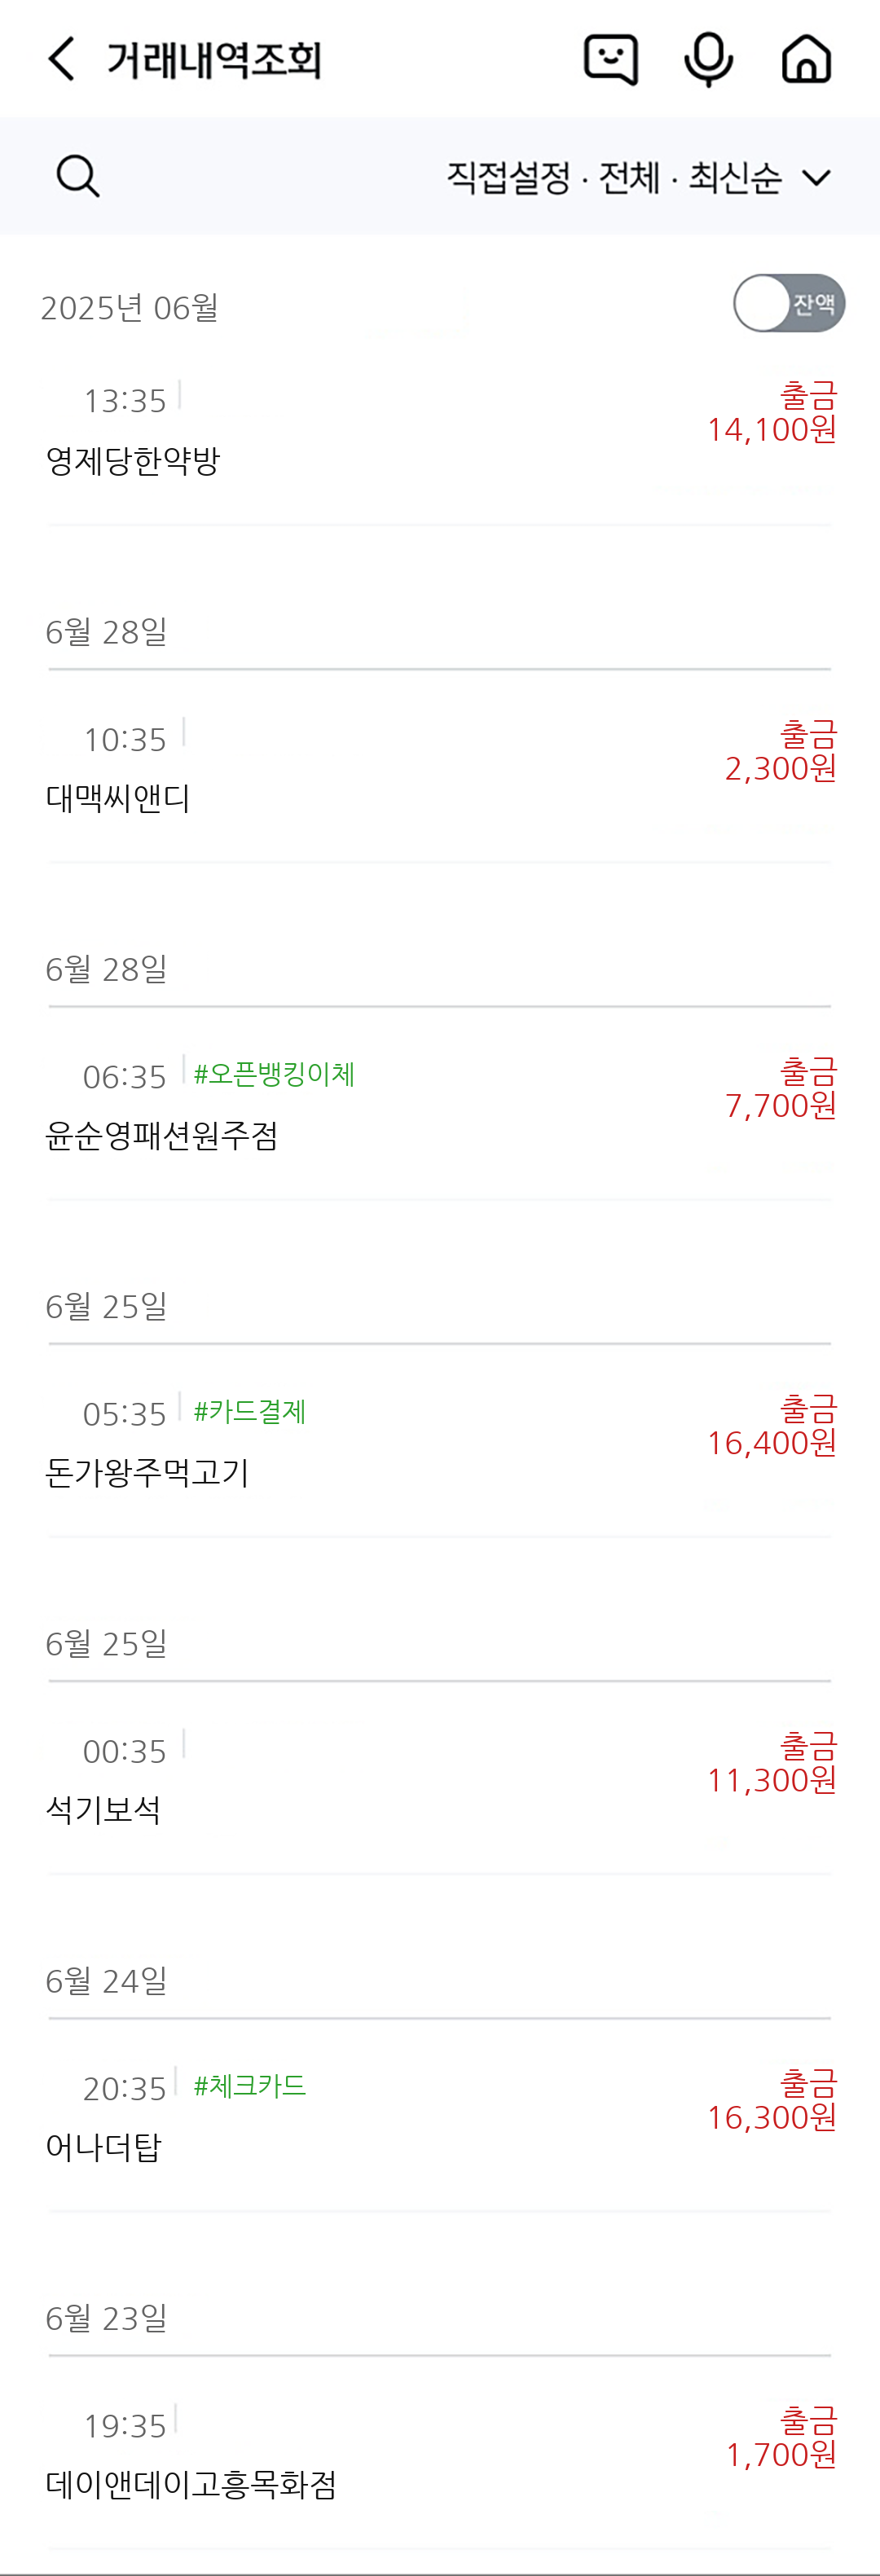 거래내역조회
직접설정 · 전체 · 최신순
2025년 06월
잔액
13:35
출금
14,100원
영제당한약방
6월 28일
10:35
출금
2,300원
대맥씨앤디
6월 28일
06:35 #오픈뱅킹이체
출금
7,700원
윤순영패션원주점
6월 25일
05:35 #카드결제
출금
16,400원
돈가왕주먹고기
6월 25일
00:35
출금
11,300원
석기보석
6월 24일
20:35 #체크카드
출금
16,300원
어나더탑
6월 23일
19:35
출금
1,700원
데이앤데이고흥목화점